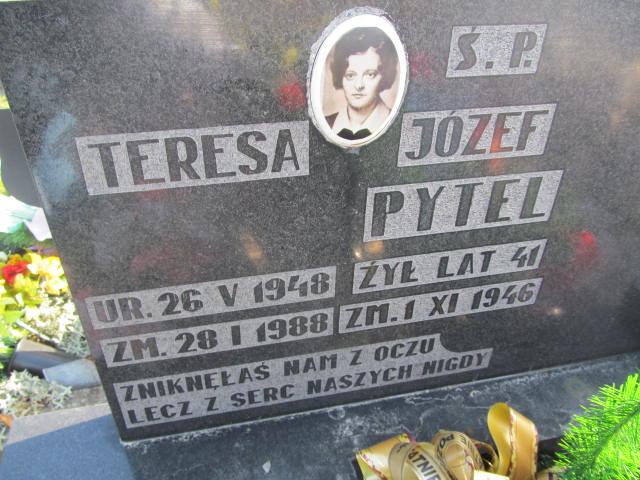 Ś. P.
TERESA JÓZEF
PYTEL
UR. 26 V 1948 ŻYŁ LAT 41
ZM. 28 I 1988 ZM. 1 XI 1946
ZNIKNĘŁAŚ NAM Z OCZU
LECZ Z SERC NASZYCH NIGDY